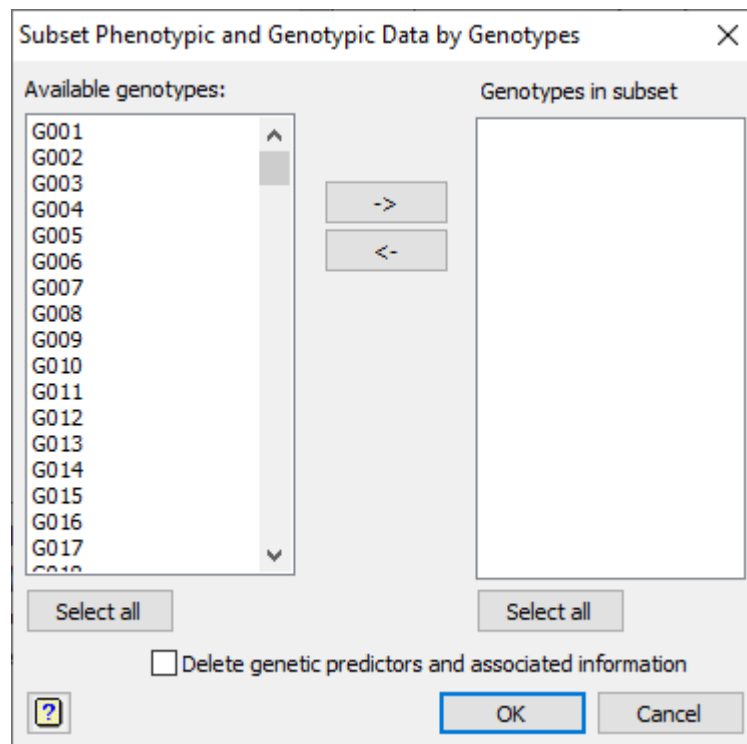 Subset Phenotypic and Genotypic Data by Genotypes
Available genotypes:
Genotypes in subset
G001
G002
G003
G004
G005
G006
G007
G008
G009
G010
G011
G012
G013
G014
G015
G016
G017
->
<-
Select all
Select all
Delete genetic predictors and associated information
?
OK
Cancel